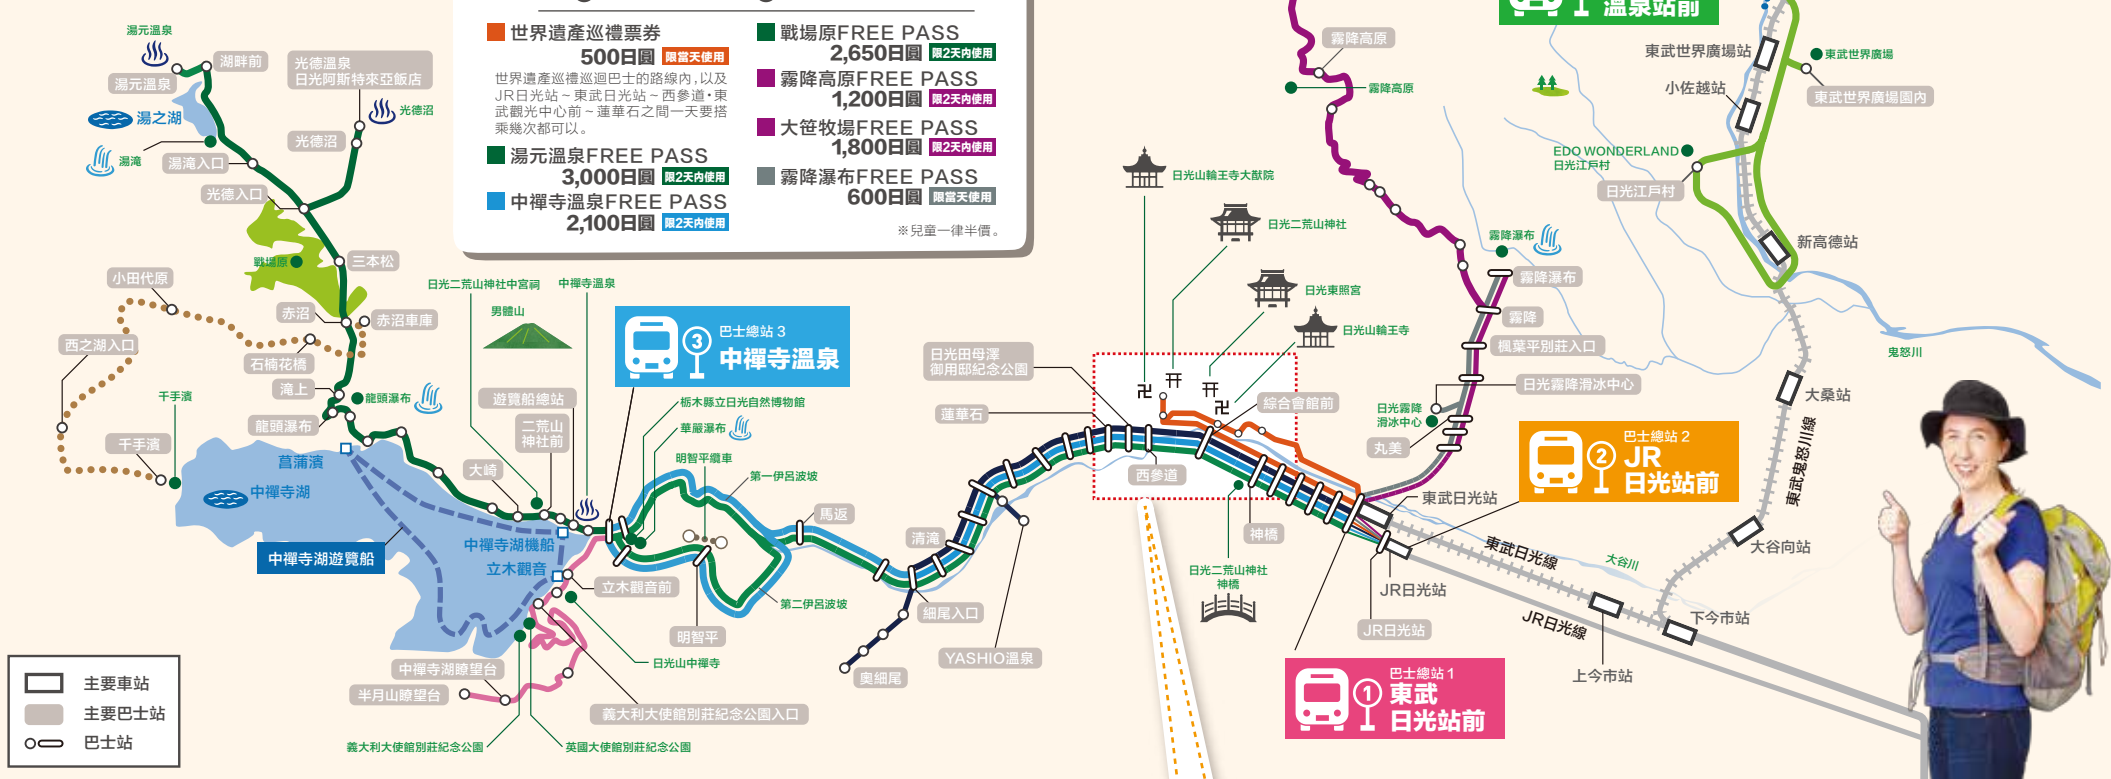 世界遺產巡禮票券
500日圓 限當天使用
世界遺產巡禮巡迴巴士的路線內，以及
JR日光站～東武日光站～西參道・東
武觀光中心前～蓮華石之間一天要搭
乘幾次都可以。
湯元溫泉FREE PASS
3,000日圓 限2天內使用
中禪寺溫泉FREE PASS
2,100日圓 限2天內使用
戰場原FREE PASS
2,650日圓 限2天內使用
霧降高原FREE PASS
1,200日圓 限2天內使用
大笹牧場FREE PASS
1,800日圓 限2天內使用
霧降瀑布FREE PASS
600日圓 限當天使用
※兒童一律半價。
湯元溫泉
湯元溫泉
湖畔前
光德溫泉
日光阿斯特來亞飯店
光德沼
光德沼
湯之湖
湯滝
湯滝入口
光德入口
戰場原
三本松
小田代原
赤沼
赤沼車庫
西之湖入口
石楠花橋
滝上
龍頭瀑布
龍頭瀑布
千手濱
千手濱
菖蒲濱
中禪寺湖
中禪寺湖遊覽船
中禪寺湖機船
立木觀音
大崎
日光二荒山神社中宮祠
中禪寺溫泉
男體山
遊覽船總站
二荒山
神社前
巴士總站 3
3
中禪寺溫泉
栃木縣立日光自然博物館
華嚴瀑布
明智平纜車
第一伊呂波坡
第二伊呂波坡
馬返
立木觀音前
明智平
日光山中禪寺
中禪寺湖瞭望台
半月山瞭望台
義大利大使館別莊紀念公園入口
義大利大使館別莊紀念公園
英國大使館別莊紀念公園
清滝
細尾入口
奧細尾
YASHIO溫泉
日光田母澤
御用邸紀念公園
蓮華石
西參道
綜合會館前
神橋
日光二荒山神社
神橋
日光山輪王寺大猷院
日光二荒山神社
日光東照宮
日光山輪王寺
霧降高原
霧降高原
霧降瀑布
霧降瀑布
霧降
楓葉平別莊入口
日光霧降滑冰中心
日光霧降
滑冰中心
丸美
溫泉站前
東武世界廣場站
東武世界廣場
東武世界廣場園內
小佐越站
EDO WONDERLAND
日光江戶村
日光江戶村
新高德站
鬼怒川
大桑站
東武鬼怒川線
大谷向站
巴士總站 2
2
JR
日光站前
東武日光站
東武日光線
大谷川
JR日光站
JR日光站
JR日光線
下今市站
上今市站
巴士總站 1
1
東武
日光站前
主要車站
主要巴士站
巴士站